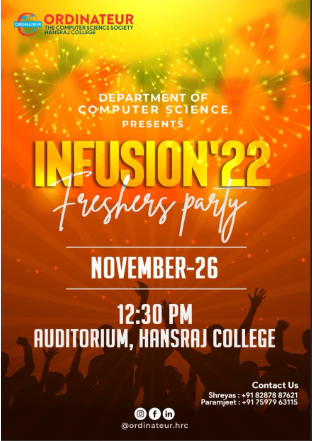 ORDINATEUR
THE COMPUTER SCIENCE SOCIETY
HANSRAJ COLLEGE
ORDINATEUR
DEPARTMENT OF
COMPUTER SCIENCE
PRESENTS
INFUSION'22
Freshers party
NOVEMBER-26
12:30 PM
AUDITORIUM, HANSRAJ COLLEGE
Contact Us
Shreyas : +91 82878 87621
Paramjeet : +91 75979 63115
@ordinateur.hrc